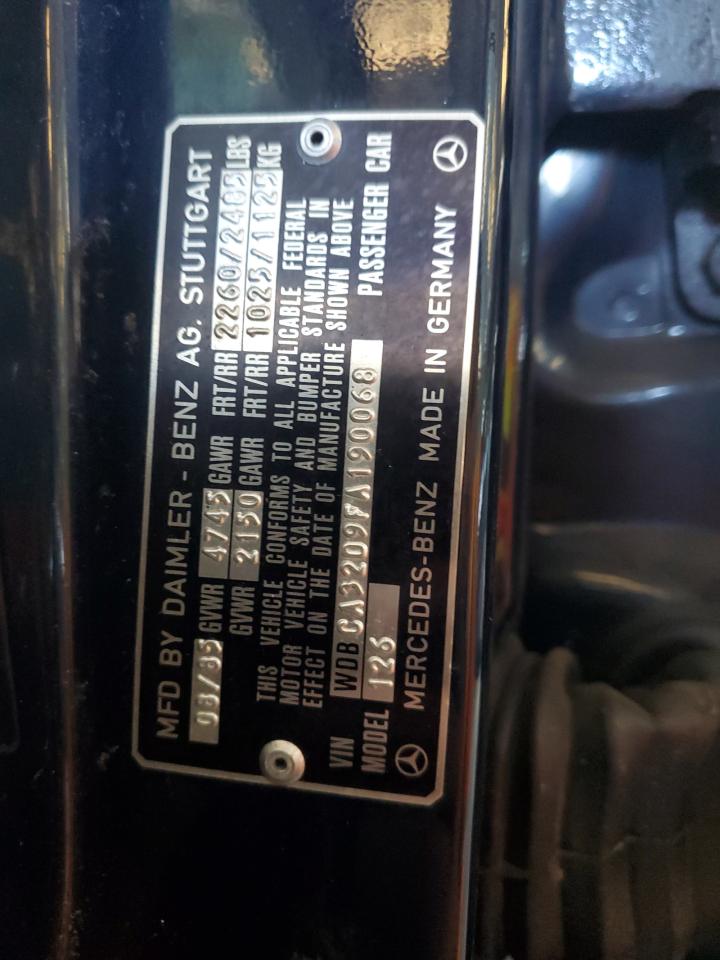 MFD BY DAIMLER - BENZ AG. STUTTGART
08/85 GVWR 4745 GAWR FRT/RR 2260/2485 LBS
GVWR 2150 GAWR FRT/RR 1025/1125 KG
THIS VEHICLE CONFORMS TO ALL APPLICABLE FEDERAL
MOTOR VEHICLE SAFETY AND BUMPER STANDARDS IN
EFFECT ON THE DATE OF MANUFACTURE SHOWN ABOVE
VIN WDB CA32D9FA190068
MODEL 126 PASSENGER CAR
MERCEDES-BENZ MADE IN GERMANY